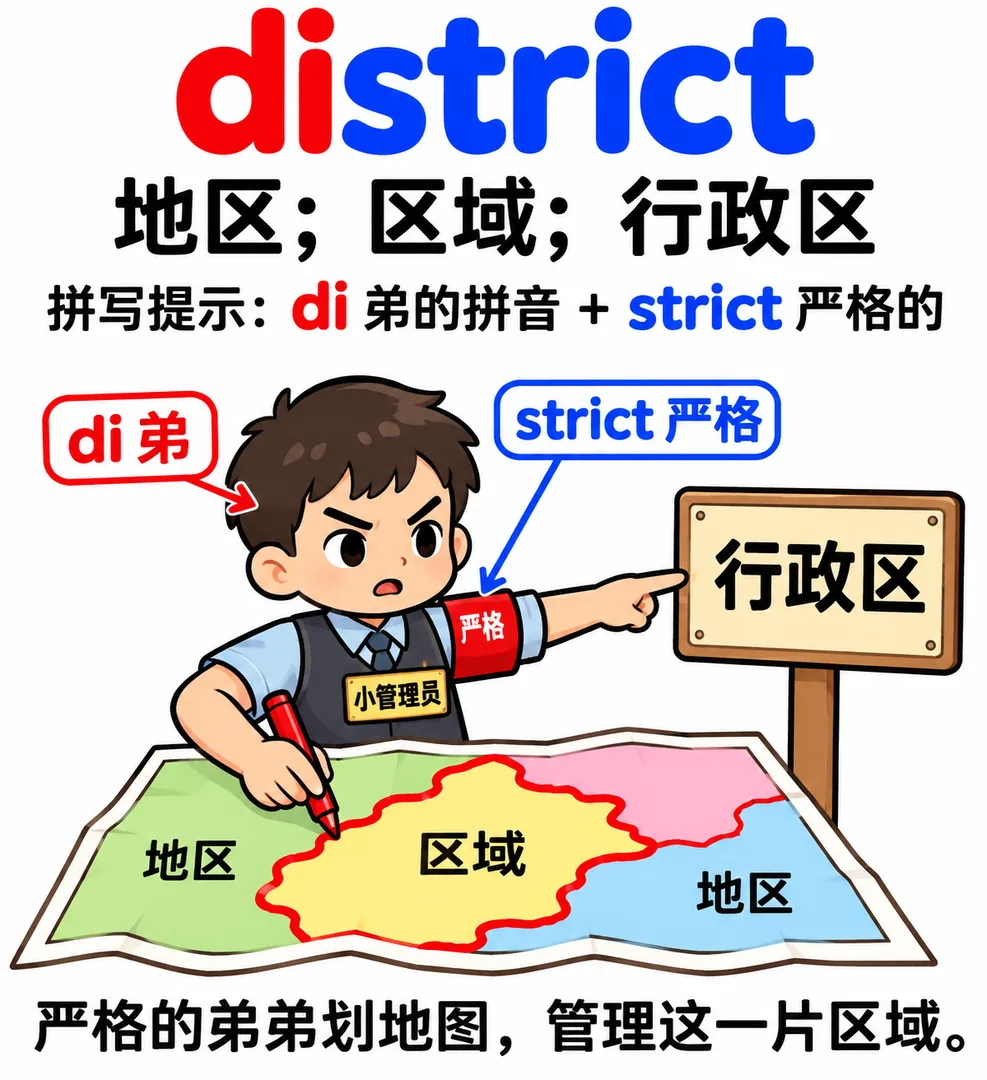 district
地区；区域；行政区
拼写提示：di 弟的拼音 + strict 严格的
di 弟
strict 严格
行政区
严格
小管理员
地区
区域
地区
严格的弟弟划地图，管理这一片区域。